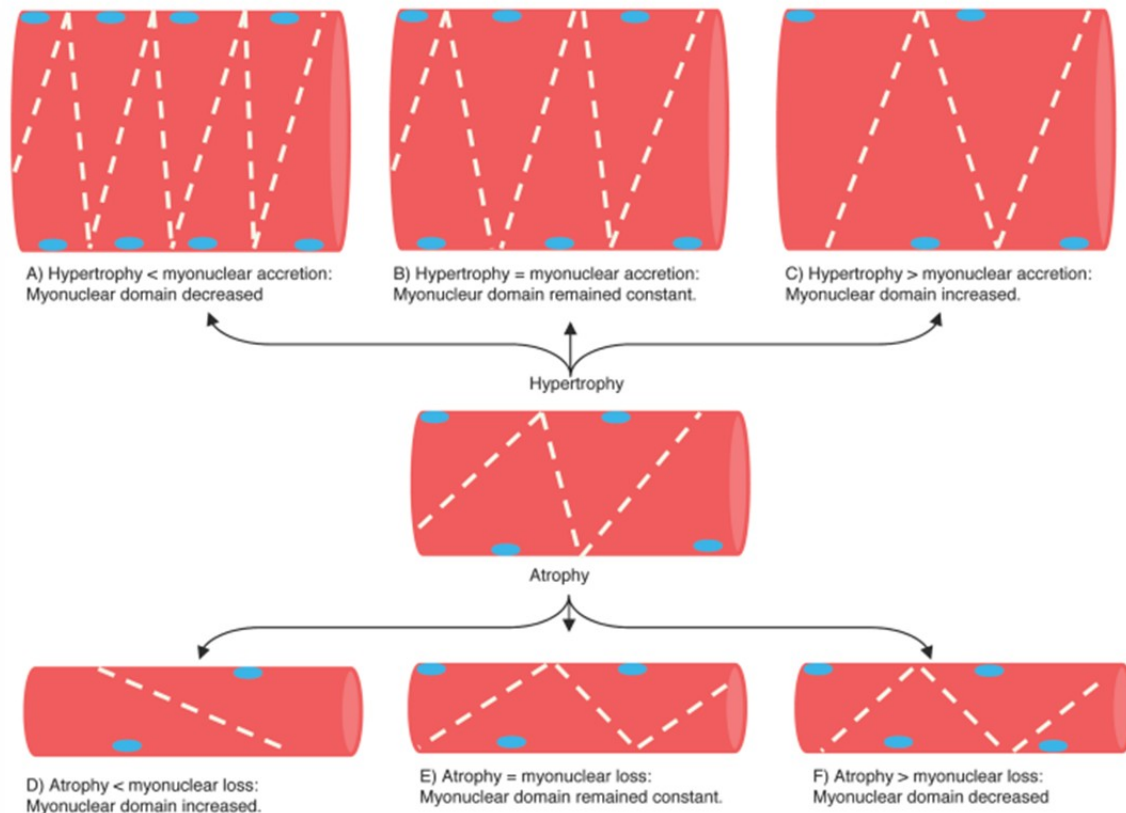 A) Hypertrophy < myonuclear accretion:
Myonuclear domain decreased
B) Hypertrophy = myonuclear accretion:
Myonucleur domain remained constant.
C) Hypertrophy > myonuclear accretion:
Myonuclear domain increased.
Hypertrophy
Atrophy
D) Atrophy < myonuclear loss:
Myonuclear domain increased.
E) Atrophy = myonuclear loss:
Myonuclear domain remained constant.
F) Atrophy > myonuclear loss:
Myonuclear domain decreased